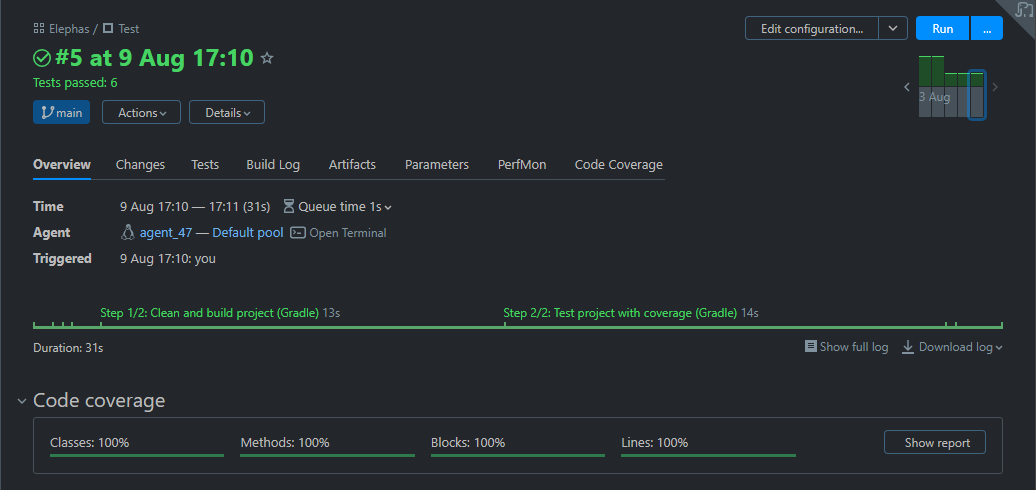 Elephas / Test
Edit configuration...
Run
...
#5 at 9 Aug 17:10
Tests passed: 6
3 Aug
main
Actions
Details
Overview Changes Tests Build Log Artifacts Parameters PerfMon Code Coverage
Time 9 Aug 17:10 — 17:11 (31s) Queue time 1s
Agent agent_47 — Default pool Open Terminal
Triggered 9 Aug 17:10: you
Step 1/2: Clean and build project (Gradle) 13s Step 2/2: Test project with coverage (Gradle) 14s
Duration: 31s Show full log Download log
Code coverage
Classes: 100% Methods: 100% Blocks: 100% Lines: 100% Show report